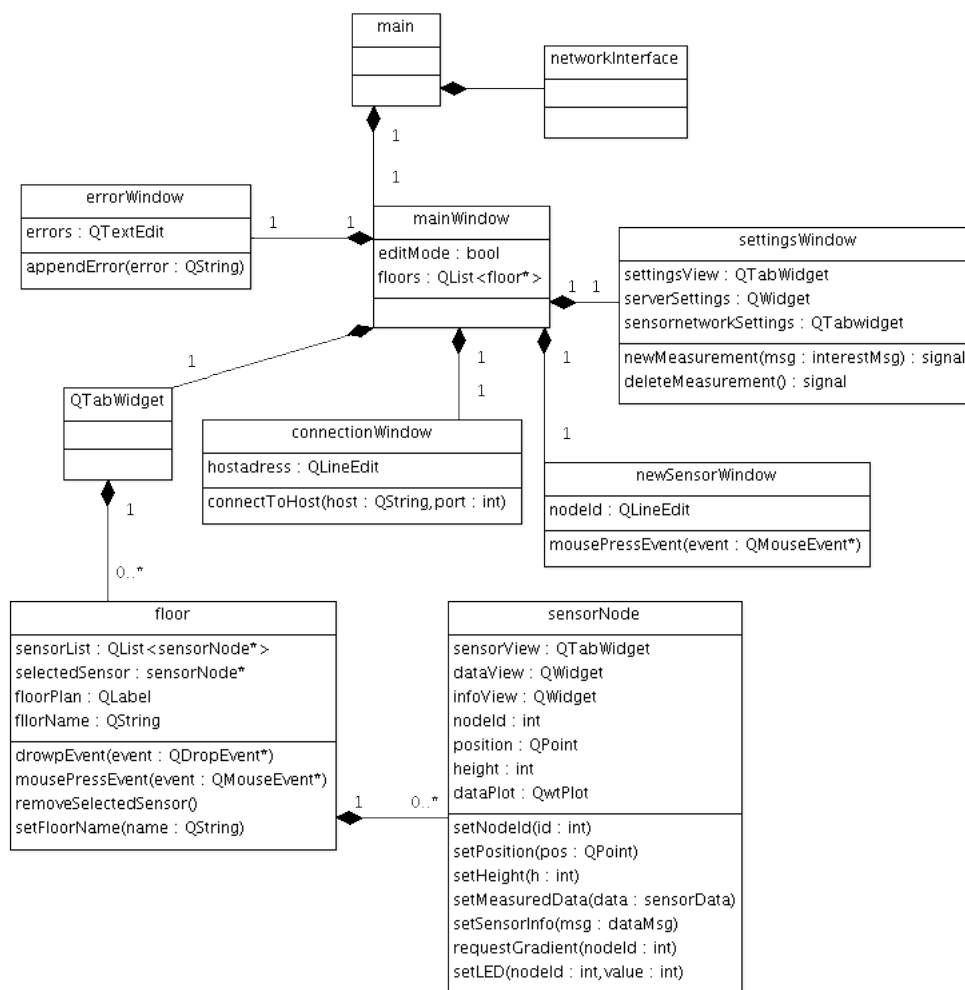 main
networkInterface
1
1
errorWindow
errors : QTextEdit
appendError(error : QString)
1
1
mainWindow
editMode : bool
floors : QList<floor*>
settingsWindow
settingsView : QTabWidget
serverSettings : QWidget
sensornetworkSettings : QTabwidget
newMeasurement(msg : interestMsg) : signal
deleteMeasurement() : signal
1
1
1
1
1
1
1
QTabWidget
connectionWindow
hostadress : QLineEdit
connectToHost(host : QString,port : int)
newSensorWindow
nodeId : QLineEdit
mousePressEvent(event : QMouseEvent*)
1
0..*
floor
sensorList : QList<sensorNode*>
selectedSensor : sensorNode*
floorPlan : QLabel
fllorName : QString
drowpEvent(event : QDropEvent*)
mousePressEvent(event : QMouseEvent*)
removeSelectedSensor()
setFloorName(name : QString)
1
0..*
sensorNode
sensorView : QTabWidget
dataView : QWidget
infoView : QWidget
nodeId : int
position : QPoint
height : int
dataPlot : QwtPlot
setNodeId(id : int)
setPosition(pos : QPoint)
setHeight(h : int)
setMeasuredData(data : sensorData)
setSensorInfo(msg : dataMsg)
requestGradient(nodeId : int)
setLED(nodeId : int,value : int)